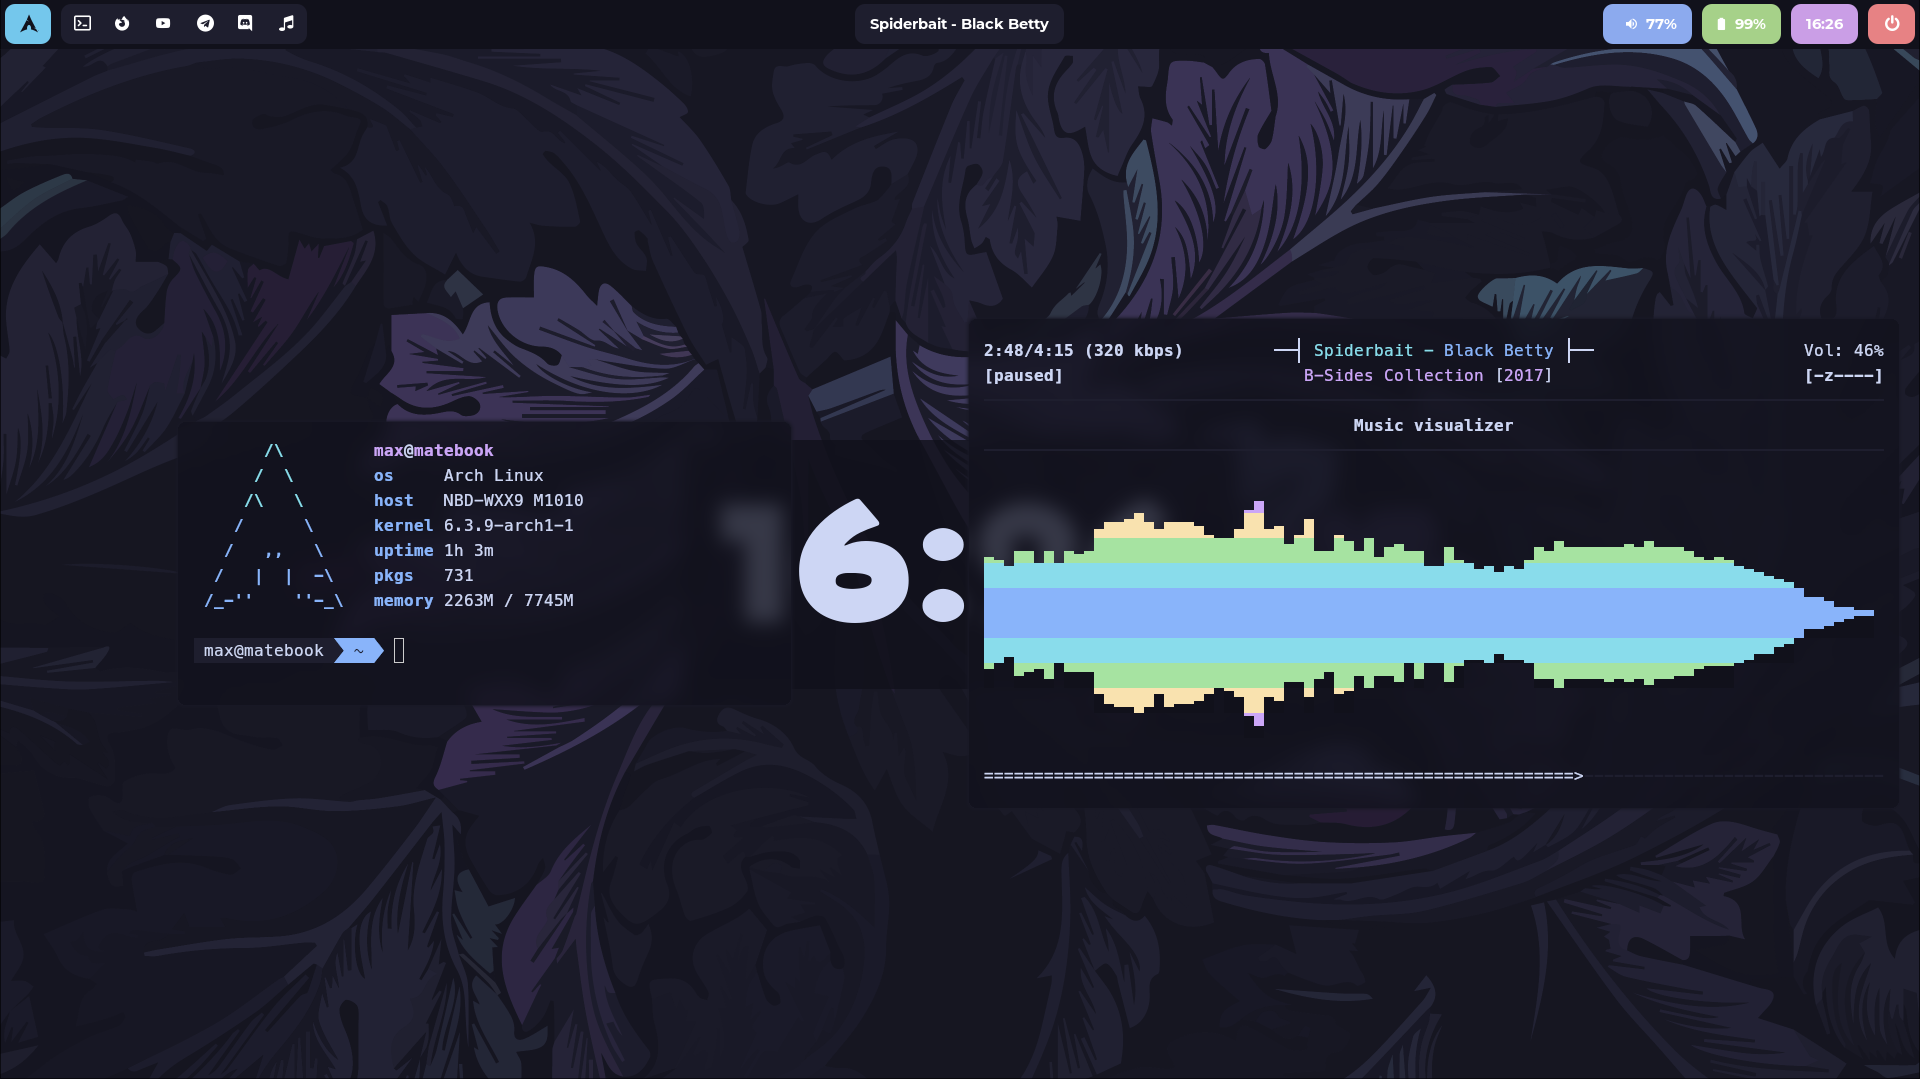 Spiderbait - Black Betty
77%
99%
16:26
2:48/4:15 (320 kbps)
Spiderbait - Black Betty
Vol: 46%
[paused]
B-Sides Collection [2017]
[-z----]
Music visualizer
max@matebook
os Arch Linux
host NBD-WXX9 M1010
kernel 6.3.9-arch1-1
uptime 1h 3m
pkgs 731
memory 2263M / 7745M
max@matebook ~
16: